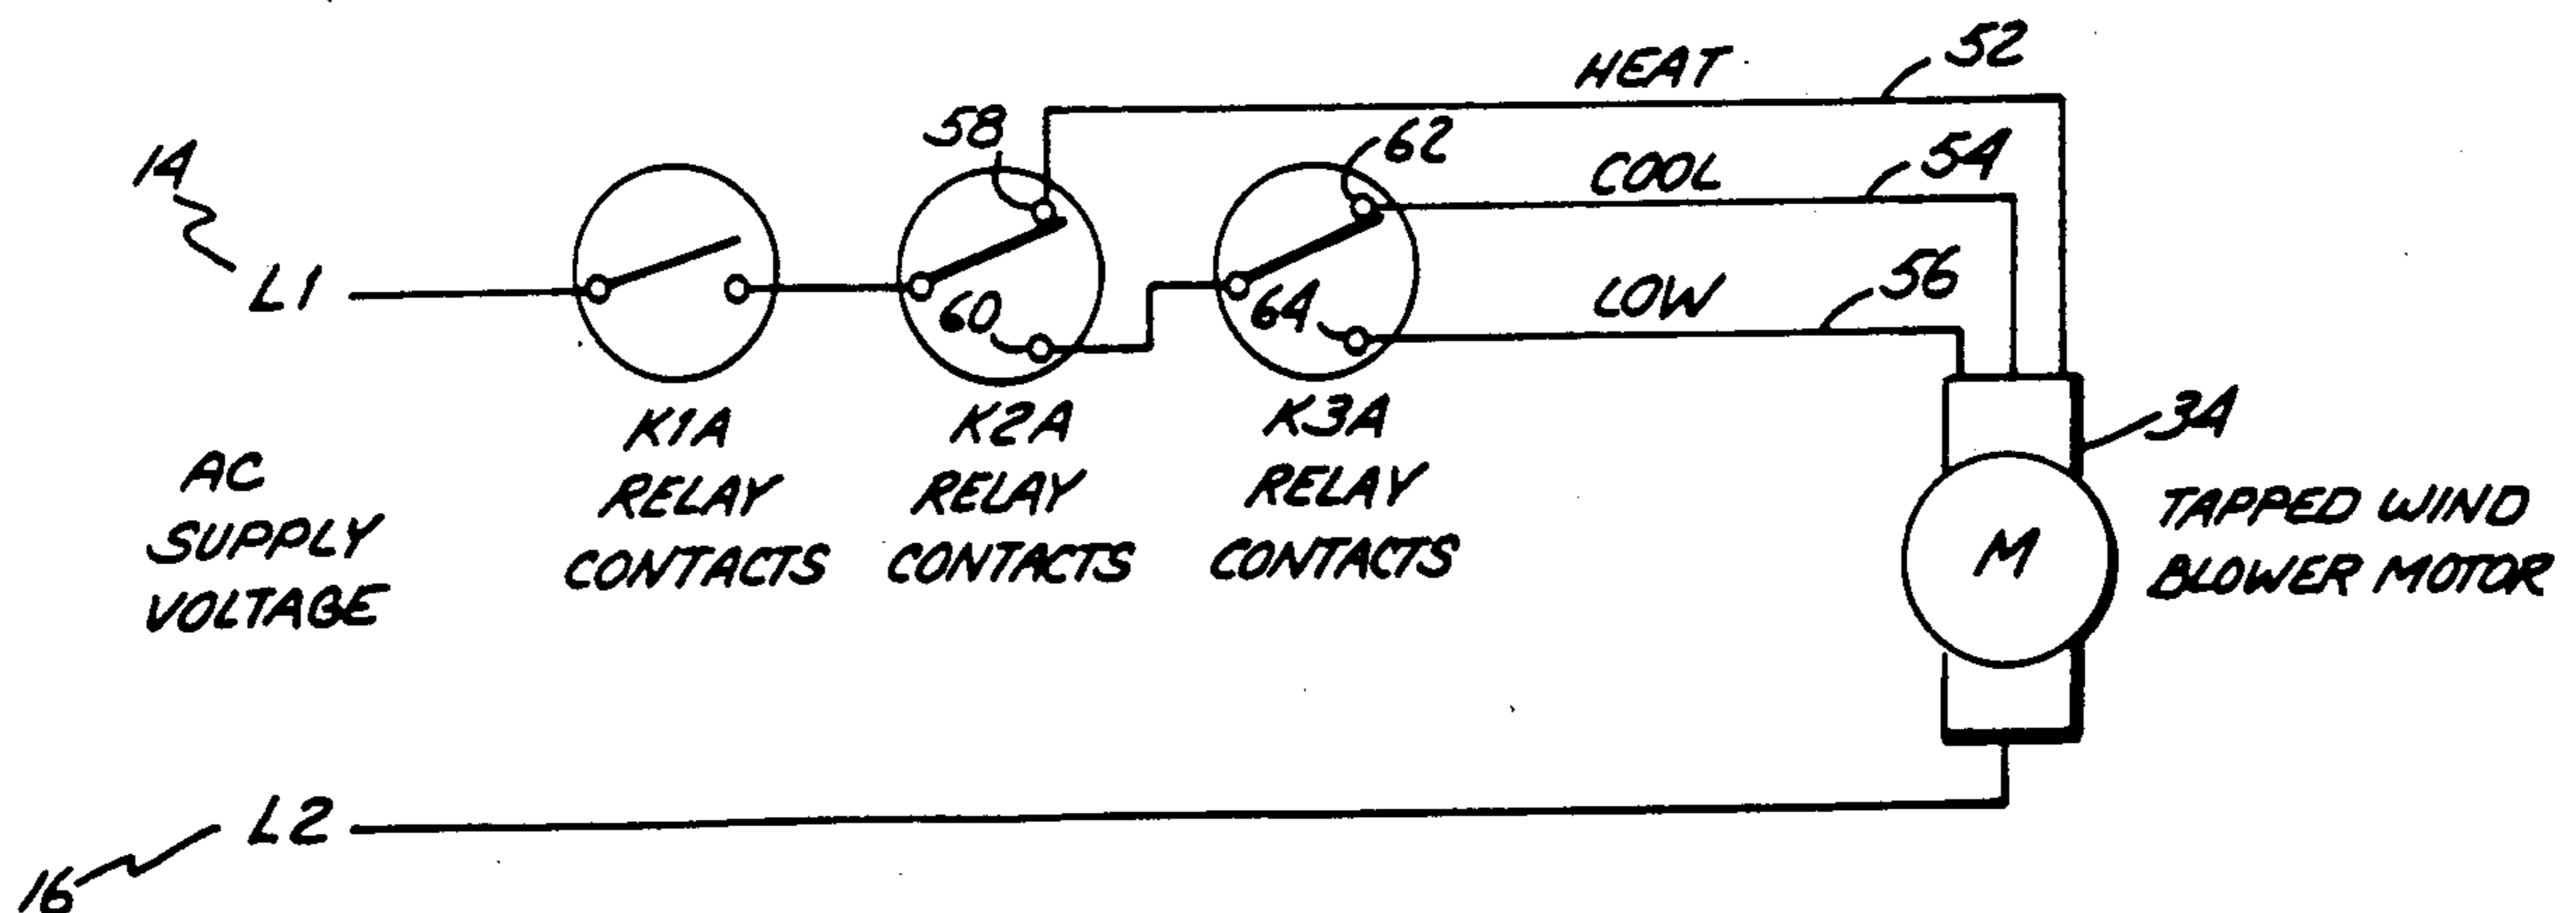 HEAT
52
58
62
COOL
54
14
L1
60
64
LOW
56
K1A
RELAY
CONTACTS
K2A
RELAY
CONTACTS
K3A
RELAY
CONTACTS
34
AC
SUPPLY
VOLTAGE
M
TAPPED WIND
BLOWER MOTOR
L2
16